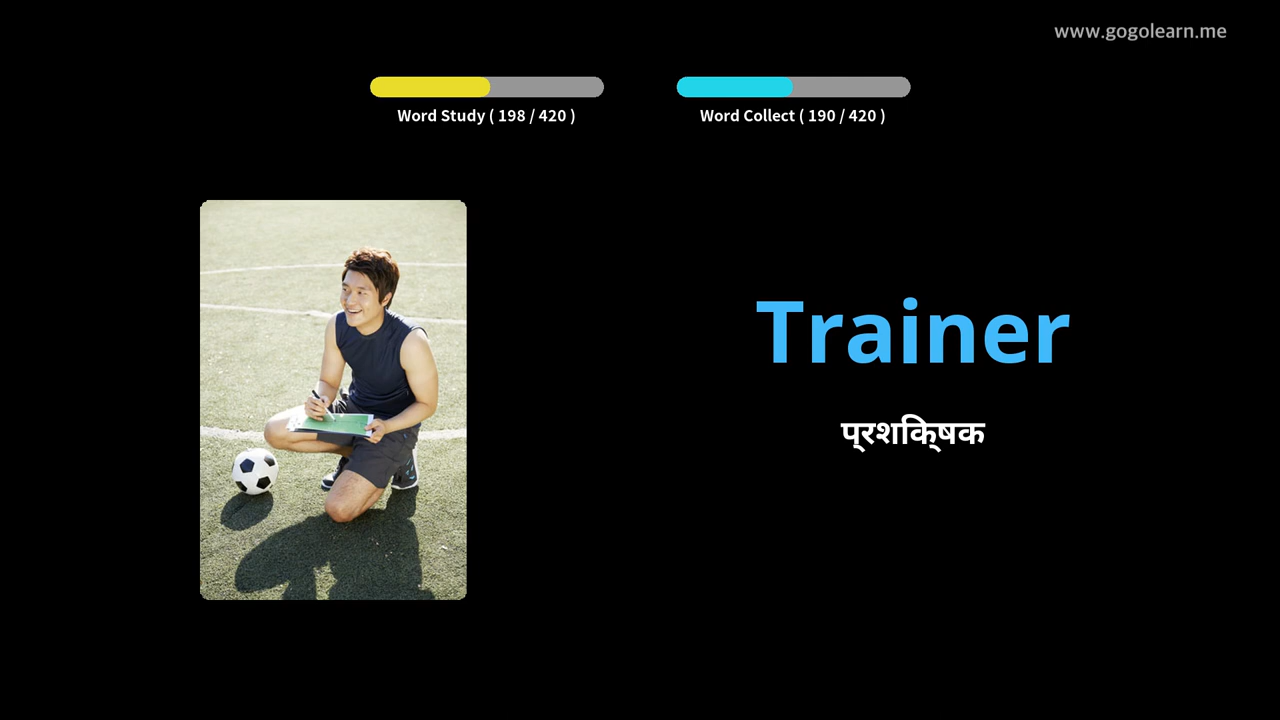 www.gogolearn.me
Word Study ( 198 / 420 )
Word Collect ( 190 / 420 )
Trainer
प्रशिक्षक